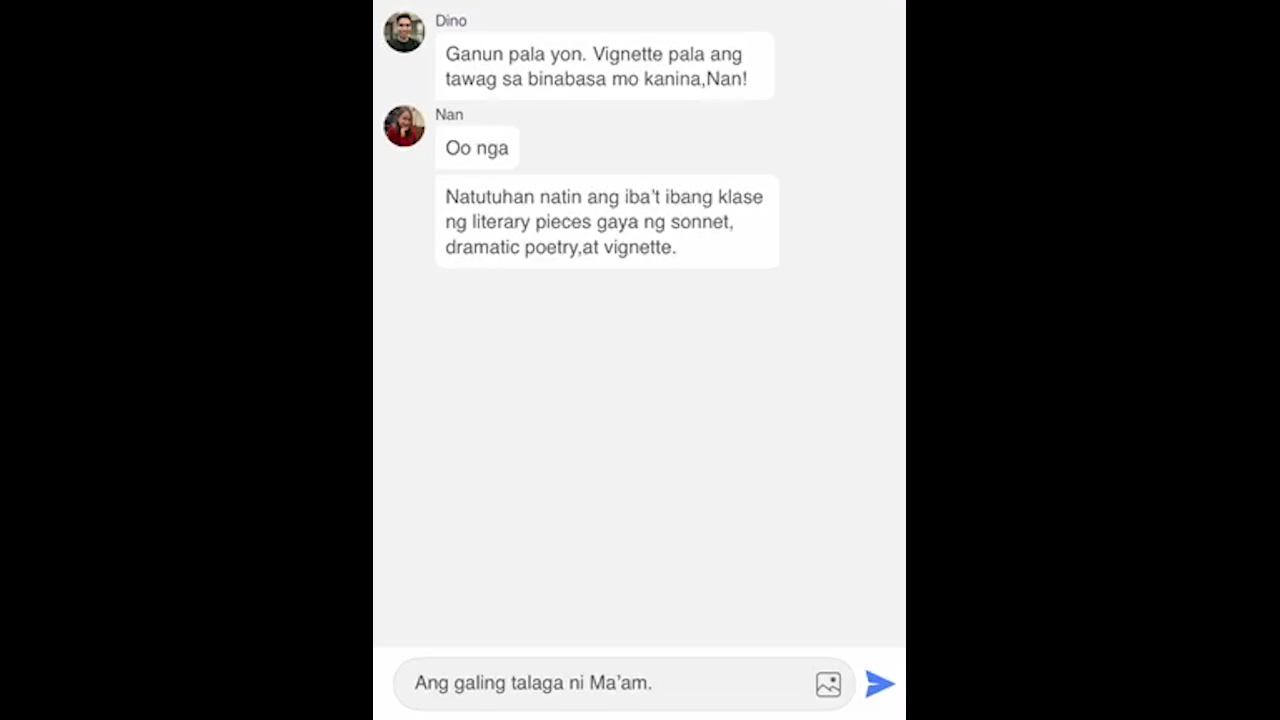 Dino
Ganun pala yon. Vignette pala ang
tawag sa binabasa mo kanina,Nan!
Nan
Oo nga
Natutuhan natin ang iba't ibang klase
ng literary pieces gaya ng sonnet,
dramatic poetry,at vignette.
Ang galing talaga ni Ma'am.